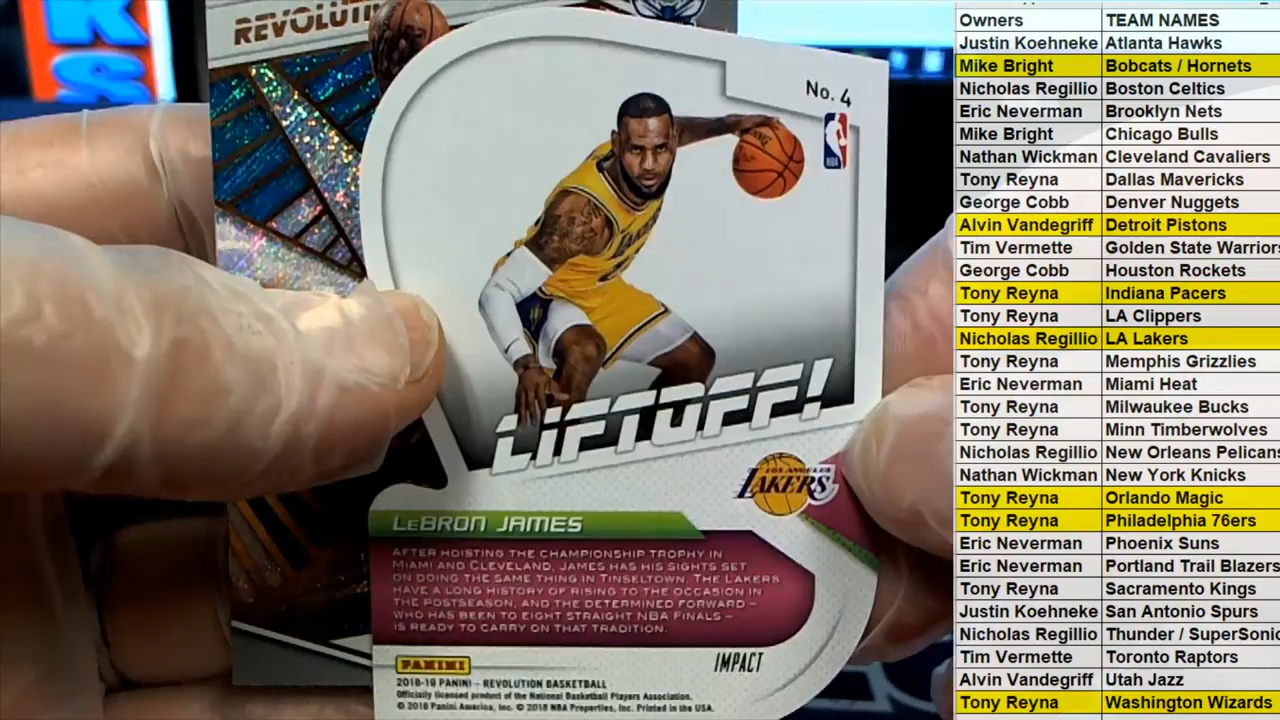 KS
REVOLUTI
No. 4
NBA
LIFTOFF!
LOS ANGELES
LAKERS
LEBRON JAMES
AFTER HOISTING THE CHAMPIONSHIP TROPHY IN
MIAMI AND CLEVELAND, JAMES HAS HIS SIGHTS SET
ON DOING THE SAME THING IN TINSELTOWN. THE LAKERS
HAVE A LONG HISTORY OF RISING TO THE OCCASION IN
THE POSTSEASON, AND THE DETERMINED FORWARD –
WHO HAS BEEN TO EIGHT STRAIGHT NBA FINALS –
IS READY TO CARRY ON THAT TRADITION.
PANINI
IMPACT
2018-19 PANINI – REVOLUTION BASKETBALL
Officially licensed product of the National Basketball Players Association.
© 2018 Panini America, Inc. © 2018 NBA Properties, Inc. Printed in the USA.
Owners TEAM NAMES
Justin Koehneke Atlanta Hawks
Mike Bright Bobcats / Hornets
Nicholas Regillio Boston Celtics
Eric Neverman Brooklyn Nets
Mike Bright Chicago Bulls
Nathan Wickman Cleveland Cavaliers
Tony Reyna Dallas Mavericks
George Cobb Denver Nuggets
Alvin Vandegriff Detroit Pistons
Tim Vermette Golden State Warriors
George Cobb Houston Rockets
Tony Reyna Indiana Pacers
Tony Reyna LA Clippers
Nicholas Regillio LA Lakers
Tony Reyna Memphis Grizzlies
Eric Neverman Miami Heat
Tony Reyna Milwaukee Bucks
Tony Reyna Minn Timberwolves
Nicholas Regillio New Orleans Pelicans
Nathan Wickman New York Knicks
Tony Reyna Orlando Magic
Tony Reyna Philadelphia 76ers
Eric Neverman Phoenix Suns
Eric Neverman Portland Trail Blazers
Tony Reyna Sacramento Kings
Justin Koehneke San Antonio Spurs
Nicholas Regillio Thunder / SuperSonic
Tim Vermette Toronto Raptors
Alvin Vandegriff Utah Jazz
Tony Reyna Washington Wizards